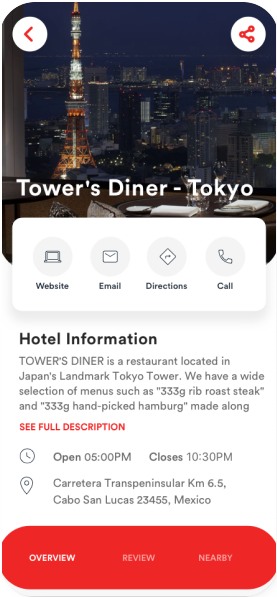 Tower's Diner - Tokyo
Website Email Directions Call
Hotel Information
TOWER'S DINER is a restaurant located in
Japan's Landmark Tokyo Tower. We have a wide
selection of menus such as "333g rib roast steak"
and "333g hand-picked hamburg" made along
SEE FULL DESCRIPTION
Open 05:00PM Closes 10:30PM
Carretera Transpeninsular Km 6.5,
Cabo San Lucas 23455, Mexico
OVERVIEW REVIEW NEARBY